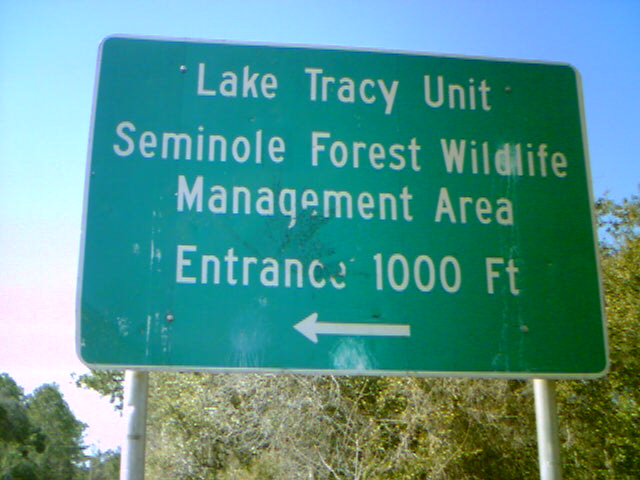 Lake Tracy Unit
Seminole Forest Wildlife
Management Area
Entrance 1000 Ft